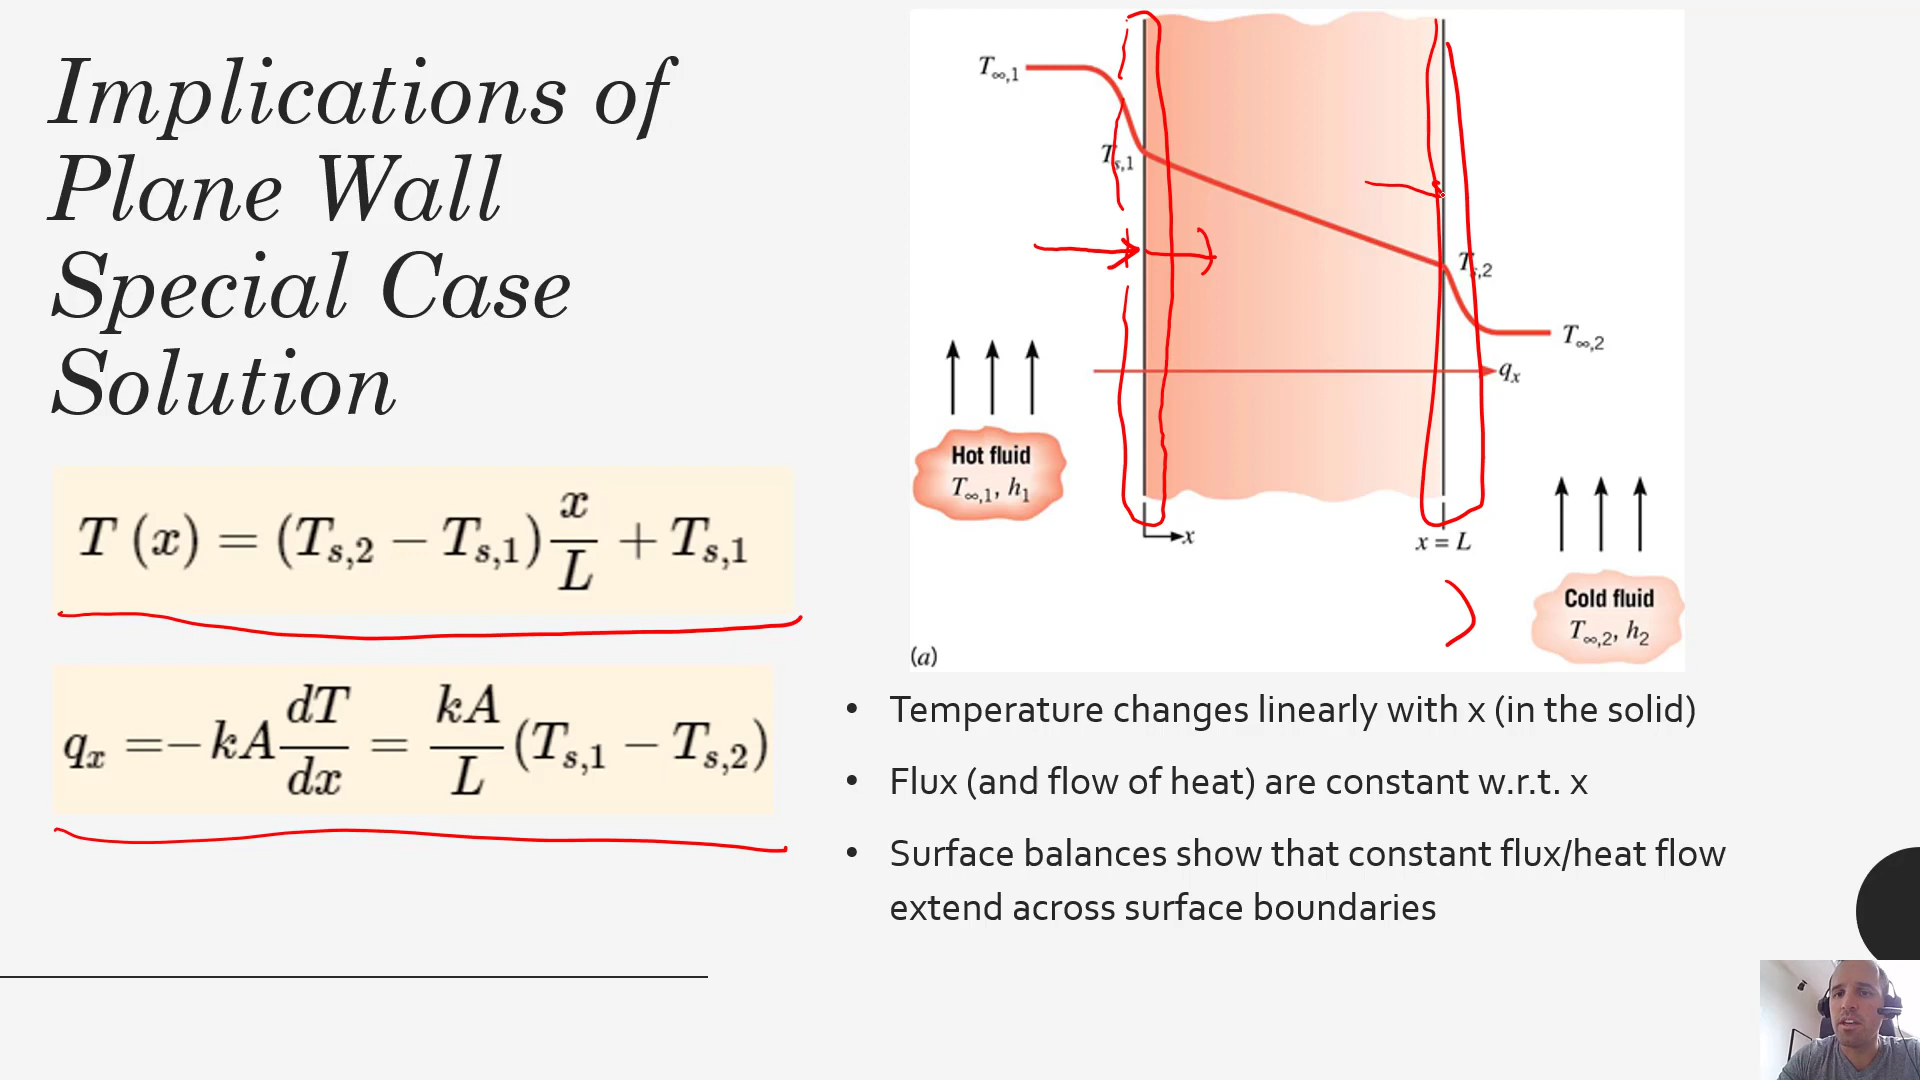 Implications of
Plane Wall
Special Case
Solution
T (x) = (T_{s,2} − T_{s,1}) x/L + T_{s,1}
q_x =− kA dT/dx = kA/L (T_{s,1} − T_{s,2})
T_{∞,1}
T_{s,1}
T_{s,2}
T_{∞,2}
q_x
Hot fluid
T_{∞,1}, h_1
x
x = L
Cold fluid
T_{∞,2}, h_2
(a)
• Temperature changes linearly with x (in the solid)
• Flux (and flow of heat) are constant w.r.t. x
• Surface balances show that constant flux/heat flow
extend across surface boundaries